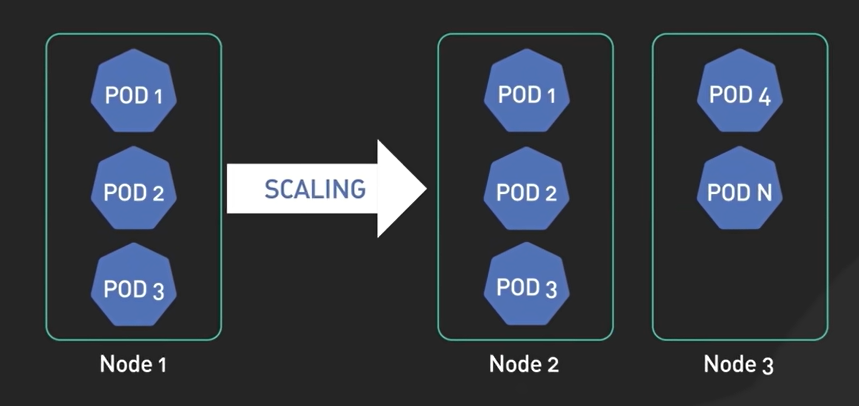 POD 1
POD 2
POD 3
Node 1
SCALING
POD 1
POD 2
POD 3
Node 2
POD 4
POD N
Node 3